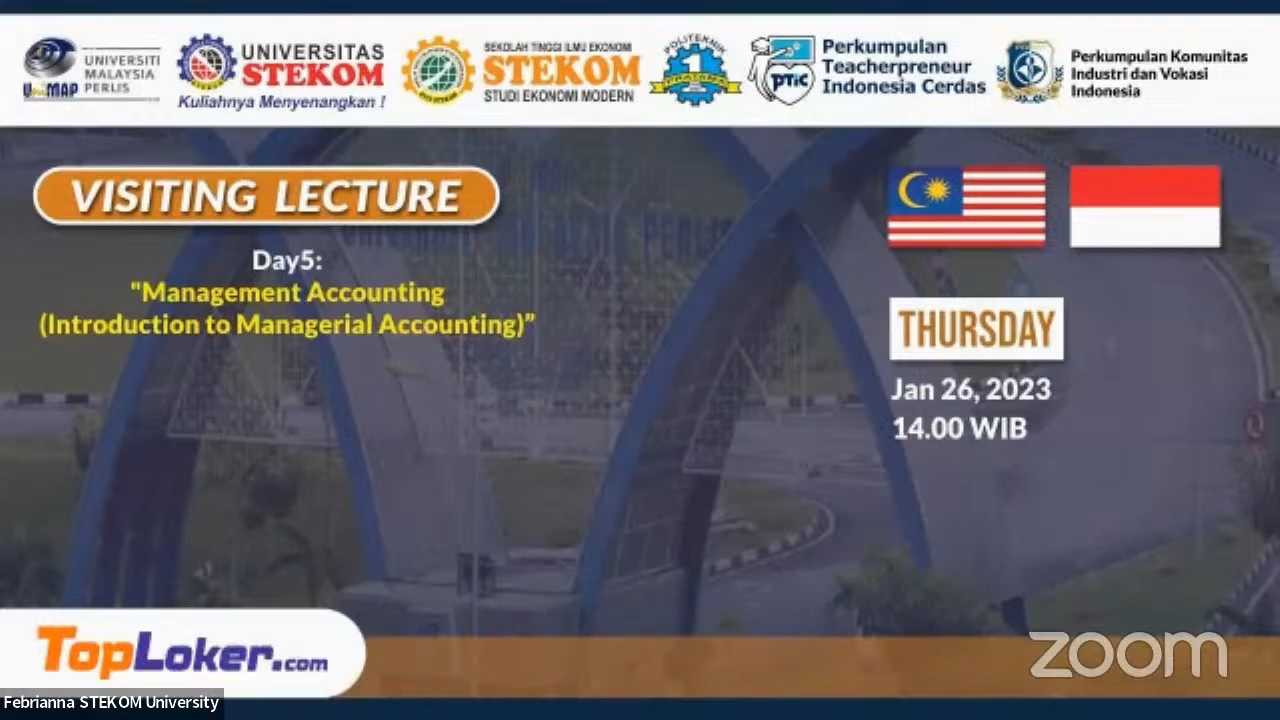 UniMAP
UNIVERSITI
MALAYSIA
PERLIS
UNIVERSITAS
STEKOM
Kuliahnya Menyenangkan !
SEKOLAH TINGGI ILMU EKONOMI
STEKOM
STUDI EKONOMI MODERN
POLITEKNIK
1
PRATAMA
PTIC
Perkumpulan
Teacherpreneur
Indonesia Cerdas
Perkumpulan Komunitas
Industri dan Vokasi
Indonesia
VISITING LECTURE
Day5:
"Management Accounting
(Introduction to Managerial Accounting)”
THURSDAY
Jan 26, 2023
14.00 WIB
TopLoker.com
zoom
Febrianna STEKOM University